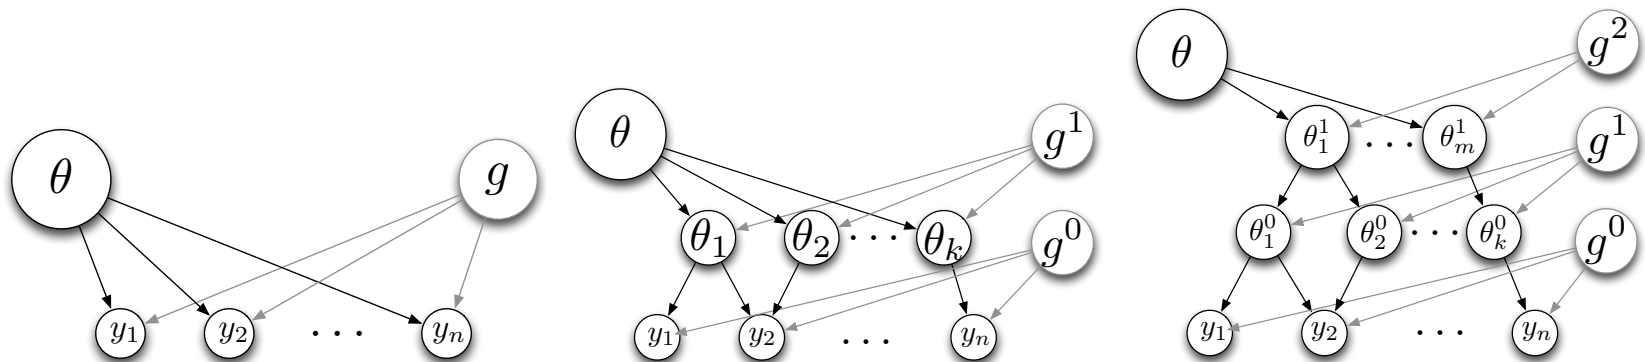 θ g
y₁ y₂ ... yₙ
θ g¹
θ₁ θ₂ ... θₖ g⁰
y₁ y₂ ... yₙ
θ g²
θ¹₁ ... θ¹ₘ g¹
θ⁰₁ θ⁰₂ ... θ⁰ₖ g⁰
y₁ y₂ ... yₙ